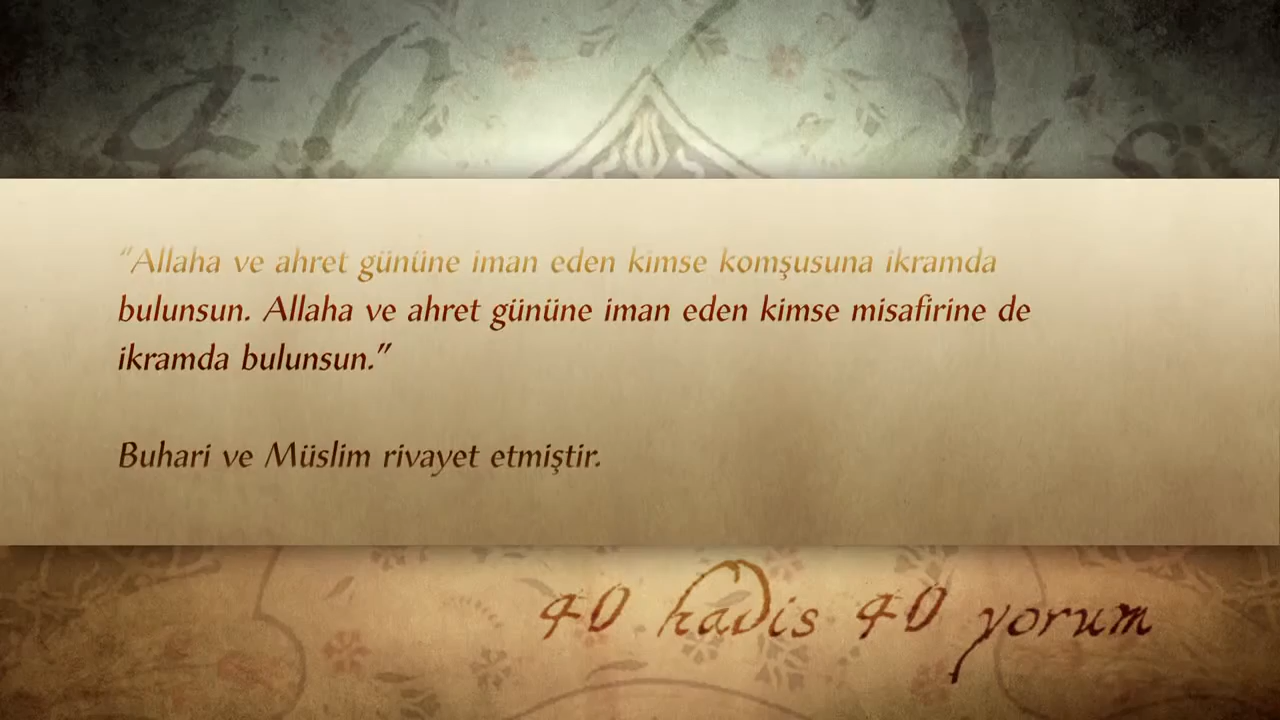 “Allaha ve ahret gününe iman eden kimse komşusuna ikramda
bulunsun. Allaha ve ahret gününe iman eden kimse misafirine de
ikramda bulunsun.”
Buhari ve Müslim rivayet etmiştir.
40 hadis 40 yorum